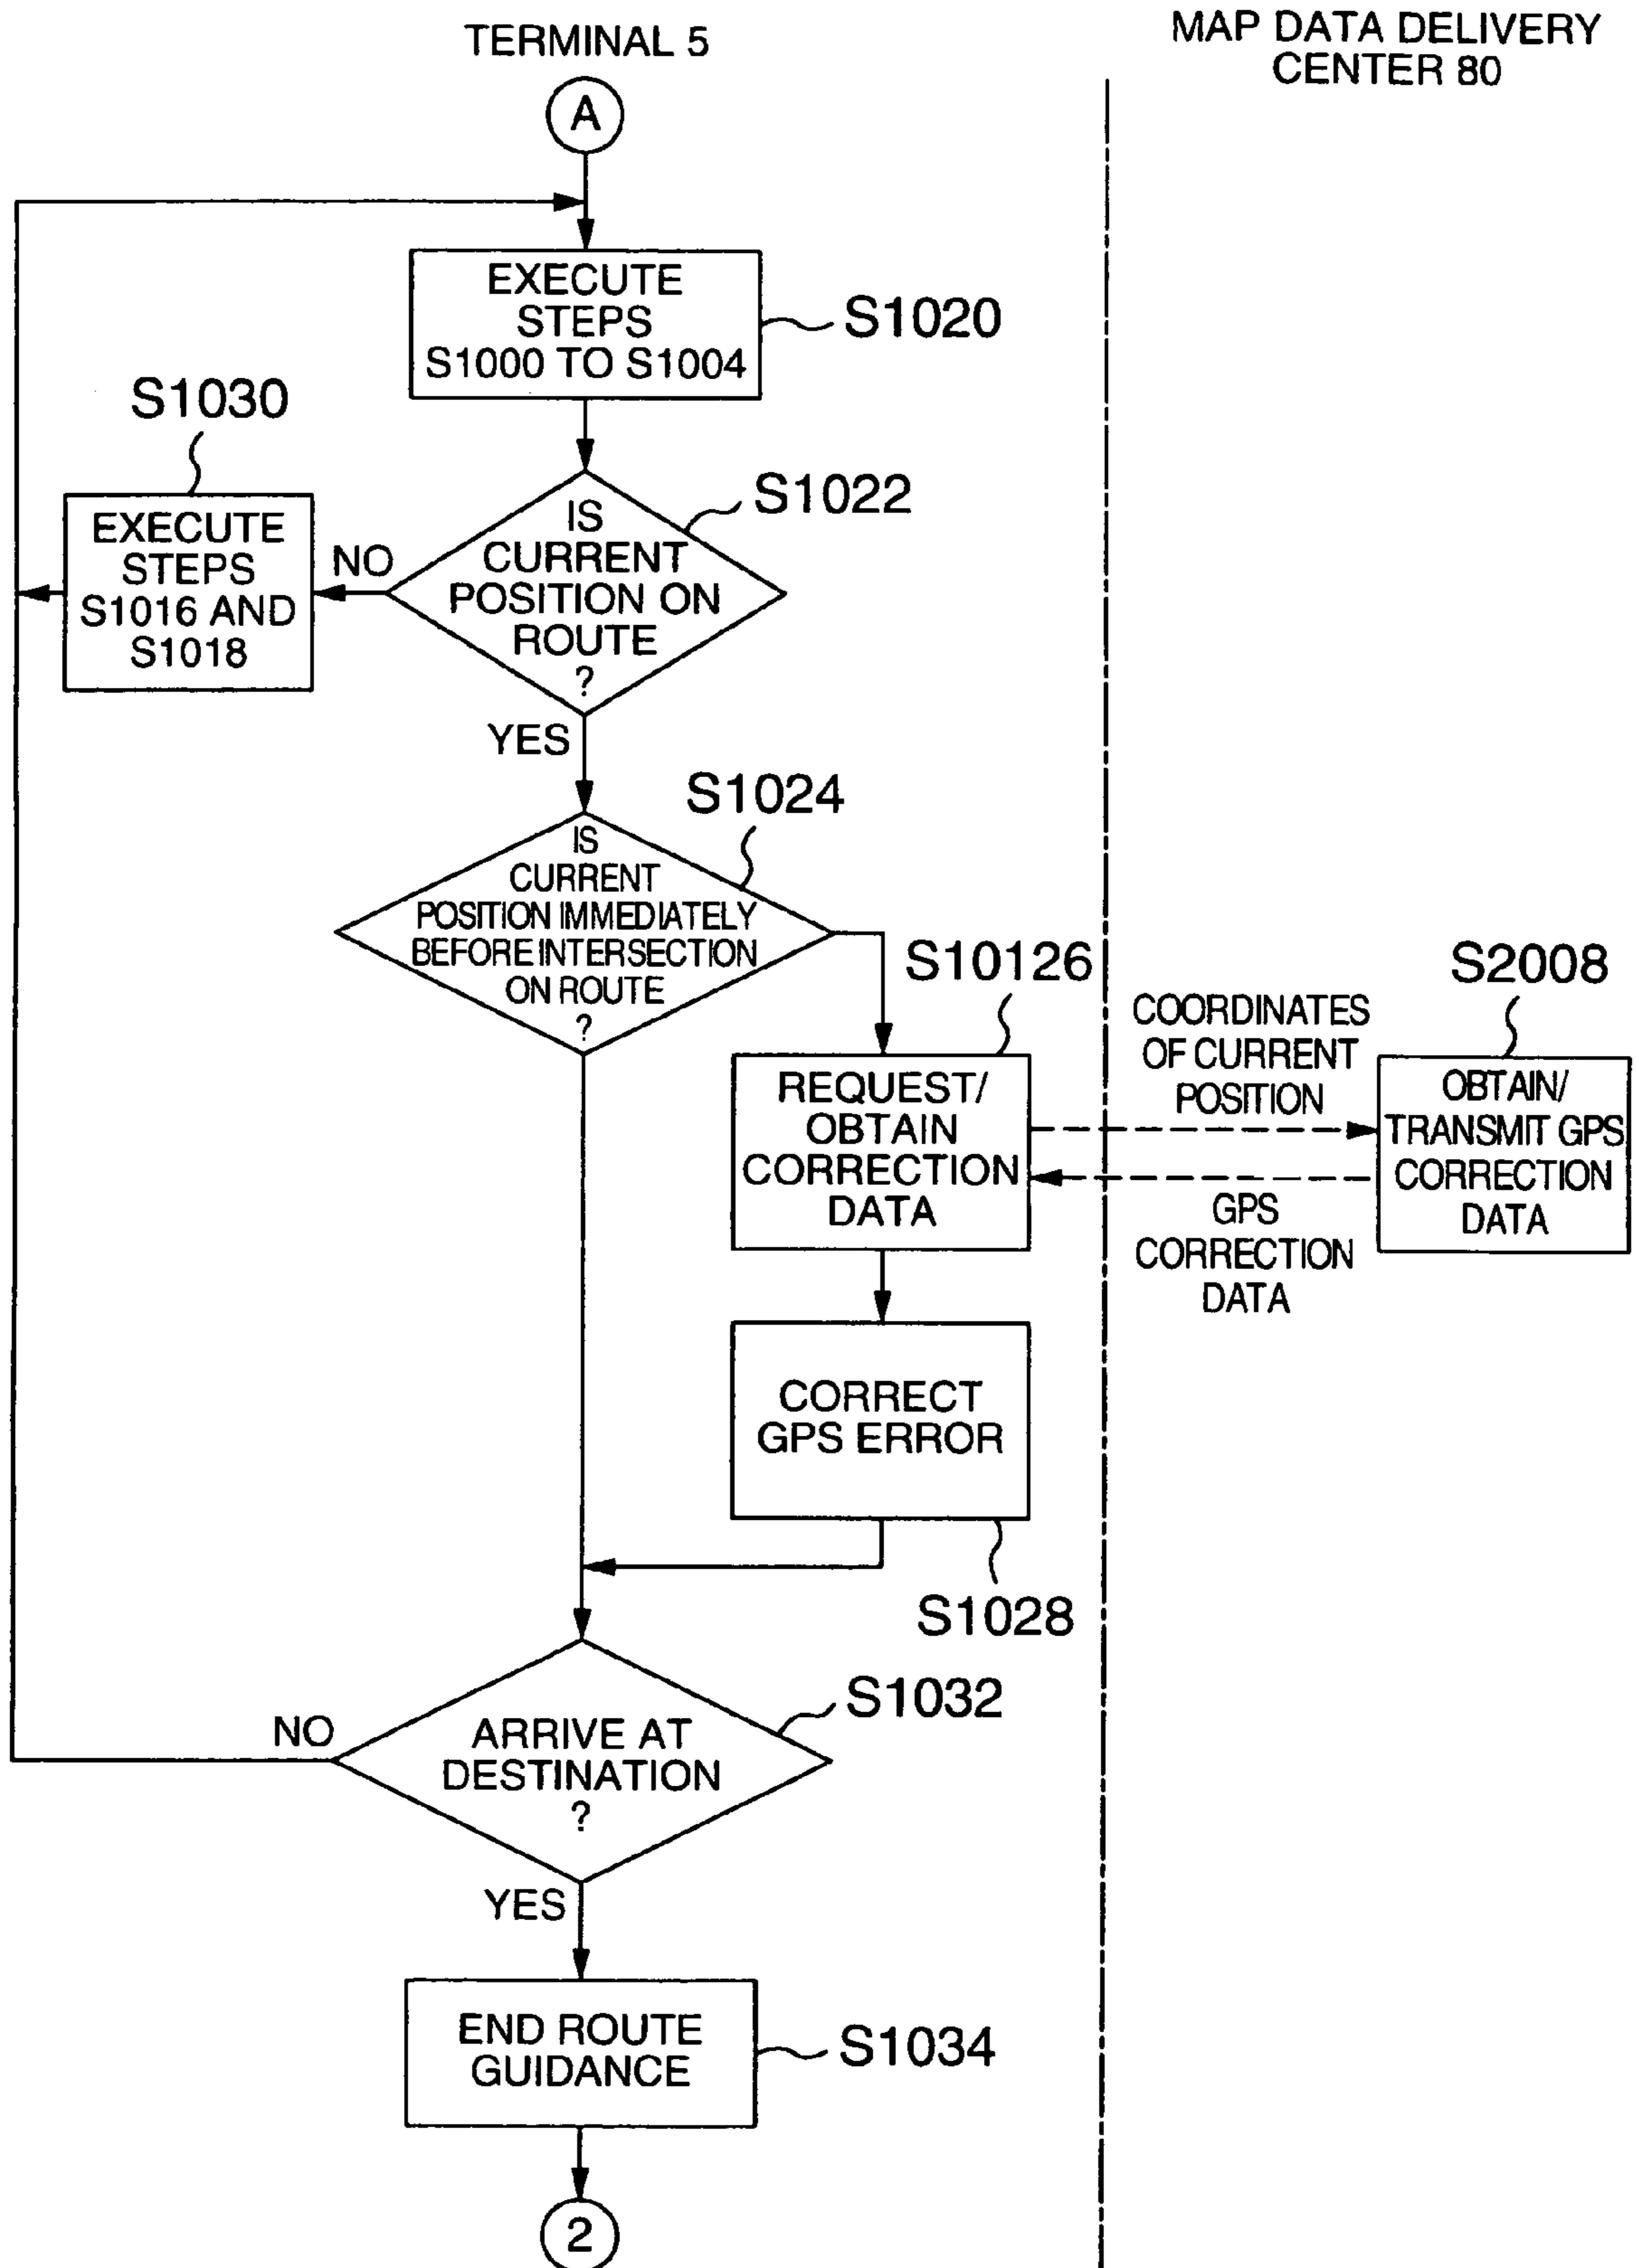 TERMINAL 5
MAP DATA DELIVERY
CENTER 80
A
EXECUTE
STEPS
S1000 TO S1004
S1020
S1030
EXECUTE
STEPS
S1016 AND
S1018
NO
IS
CURRENT
POSITION ON
ROUTE
?
S1022
YES
S1024
IS
CURRENT
POSITION IMMEDIATELY
BEFORE INTERSECTION
ON ROUTE
?
S10126
REQUEST/
OBTAIN
CORRECTION
DATA
COORDINATES
OF CURRENT
POSITION
GPS
CORRECTION
DATA
S2008
OBTAIN/
TRANSMIT GPS
CORRECTION
DATA
CORRECT
GPS ERROR
S1028
NO
ARRIVE AT
DESTINATION
?
S1032
YES
END ROUTE
GUIDANCE
S1034
2